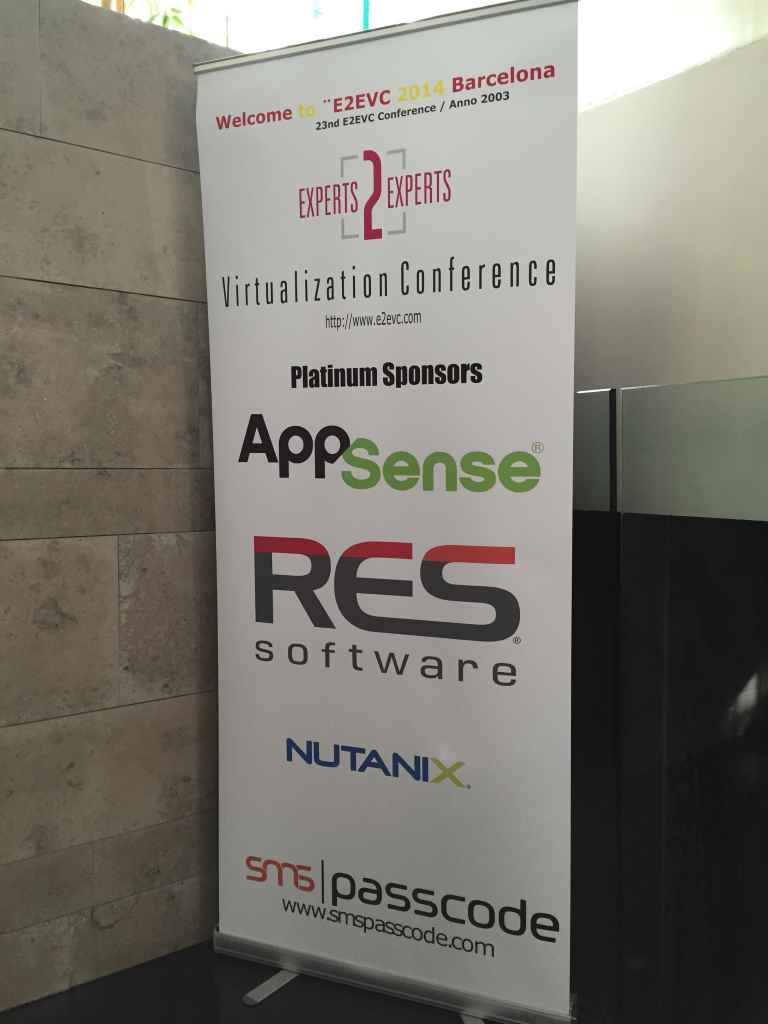 Welcome to ¨E2EVC 2014 Barcelona
23nd E2EVC Conference / Anno 2003
EXPERTS 2 EXPERTS
Virtualization Conference
http://www.e2evc.com
Platinum Sponsors
AppSense®
RES®
software
NUTANIX
sms|passcode
www.smspasscode.com